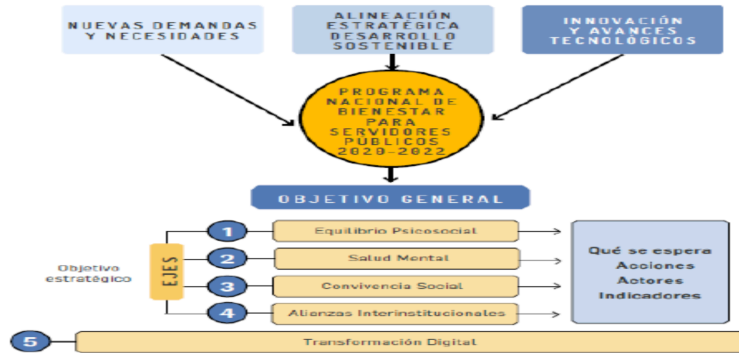 NUEVAS DEMANDAS
Y NECESIDADES
ALINEACIÓN
ESTRATÉGICA
DESARROLLO
SOSTENIBLE
INNOVACIÓN
Y AVANCES
TECNOLÓGICOS
PROGRAMA
NACIONAL DE
BIENESTAR
PARA
SERVIDORES
PÚBLICOS
2020-2022
OBJETIVO GENERAL
Objetivo
estratégico
EJES
1 Equilibrio Psicosocial
2 Salud Mental
3 Convivencia Social
4 Alianzas Interinstitucionales
Qué se espera
Acciones
Actores
Indicadores
5 Transformación Digital